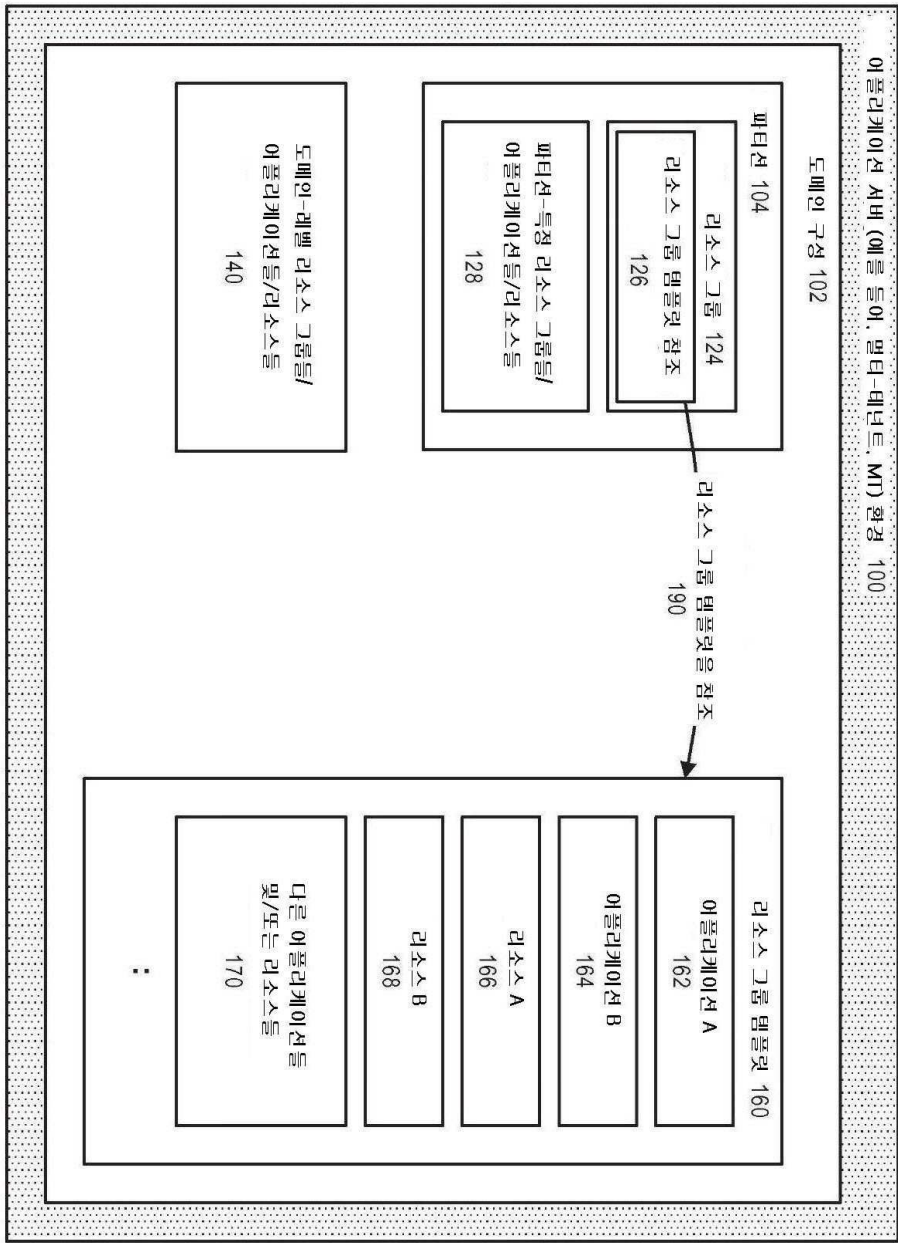 어플리케이션 서버 (예를 들어, 멀티-테넌트, MT) 환경 100
도메인 구성 102
파티션 104
리소스 그룹 124
리소스 그룹 템플릿 참조
126
파티션-특정 리소스 그룹들/
어플리케이션들/리소스들
128
도메인-레벨 리소스 그룹들/
어플리케이션들/리소스들
140
리소스 그룹 템플릿을 참조
190
리소스 그룹 템플릿 160
어플리케이션 A
162
어플리케이션 B
164
리소스 A
166
리소스 B
168
다른 어플리케이션들
및/또는 리소스들
170
: